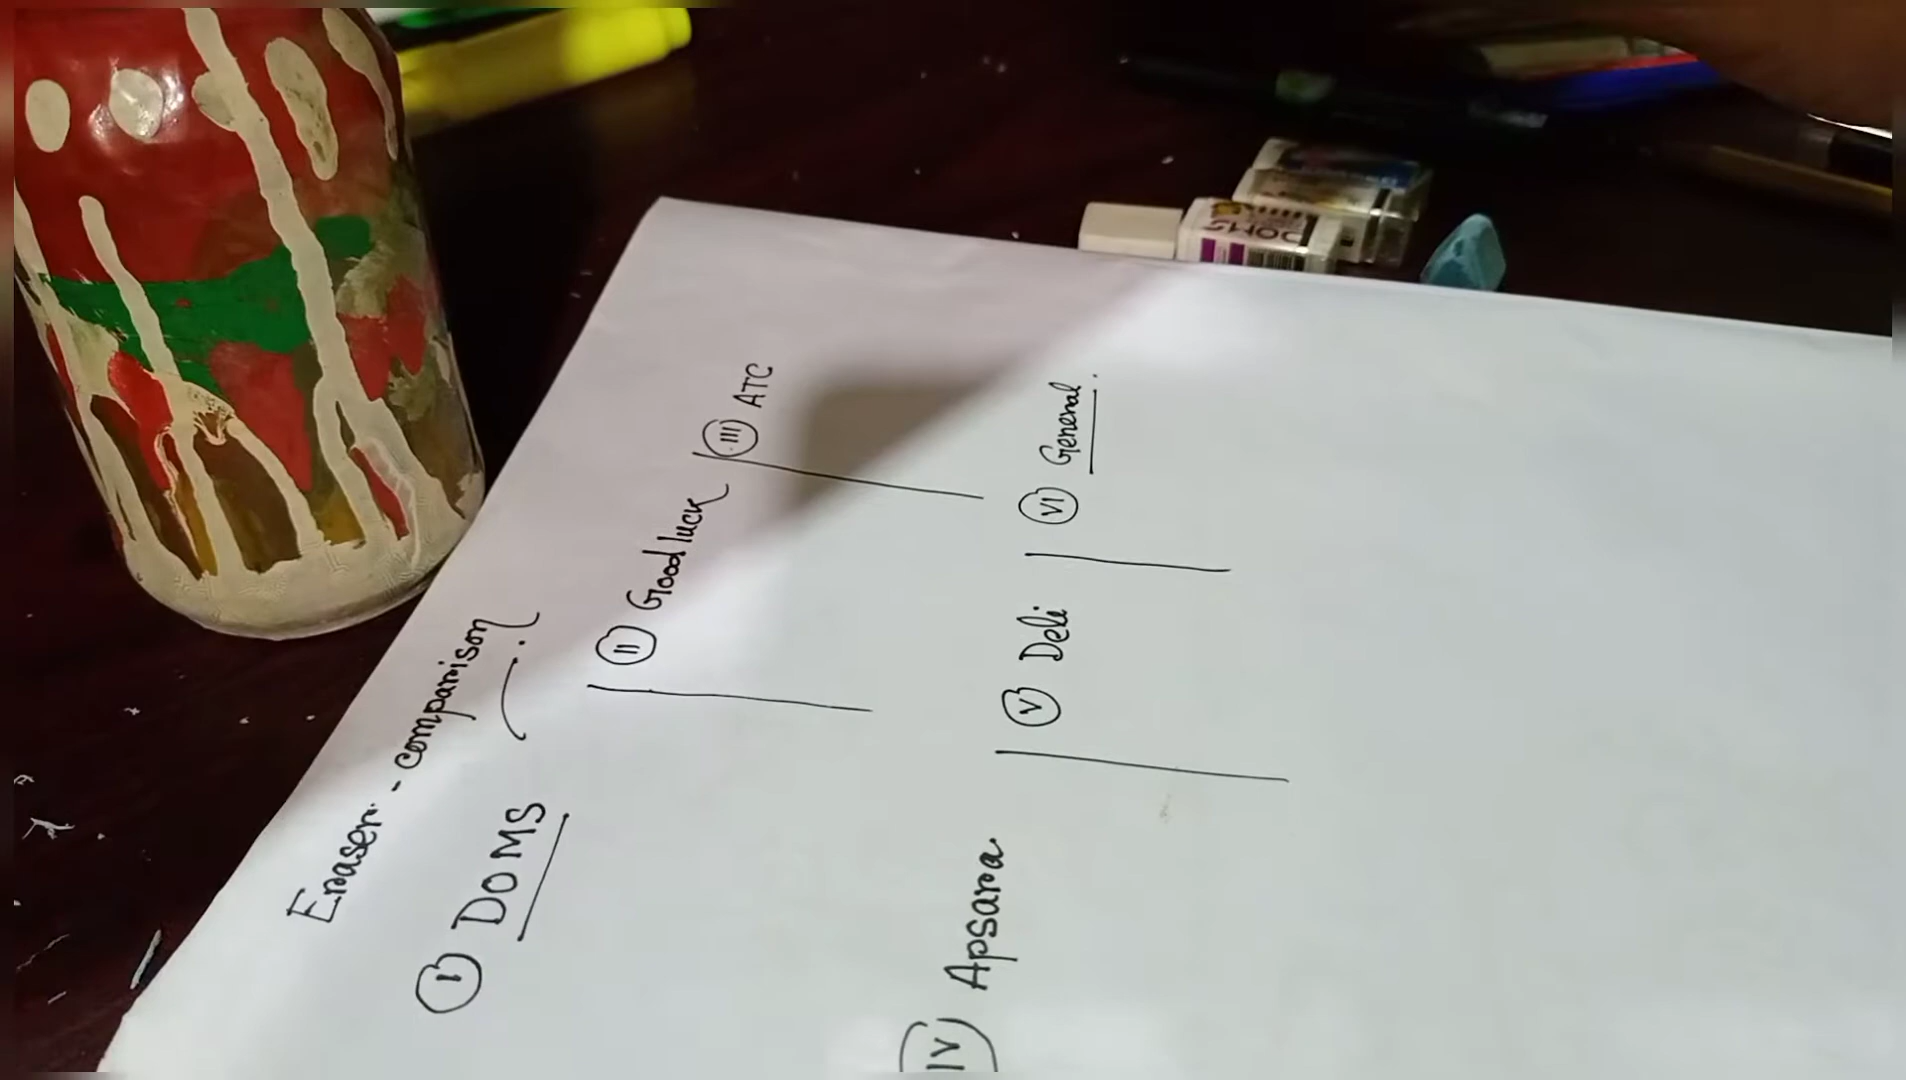 Eraser - comparison
I DOMS
II Good luck
III ATC
IV Apsara
V Deli
VI General.
DOMS